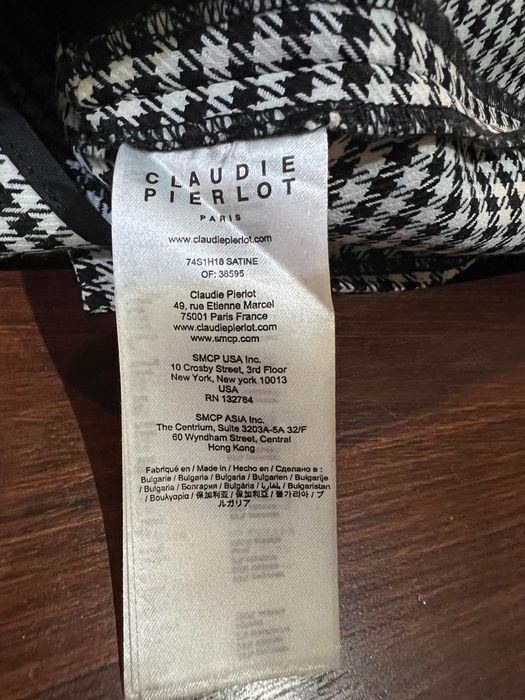 CLAUDIE
PIERLOT
PARIS
www.claudiepierlot.com
74S1H18 SATINE
OF: 38595
Claudie Pierlot
49, rue Etienne Marcel
75001 Paris France
www.claudiepierlot.com
www.smcp.com
SMCP USA Inc.
10 Crosby Street, 3rd Floor
New York, New york 10013
USA
RN 132784
SMCP ASIA Inc.
The Centrium, Suite 3203A-5A 32/F
60 Wyndham Street, Central
Hong Kong
Fabriqué en / Made in / Hecho en / Сделано в :
Bulgarie / Bulgaria / Bulgaria / Bulgarien / Bulgarije
/ Bulgaria / Болгария / Bulgária / بلغاريا / Bulgaristan
/ Βουλγαρία / 保加利亚 / 保加利亞 / 불가리아 / ブ
ルガリア